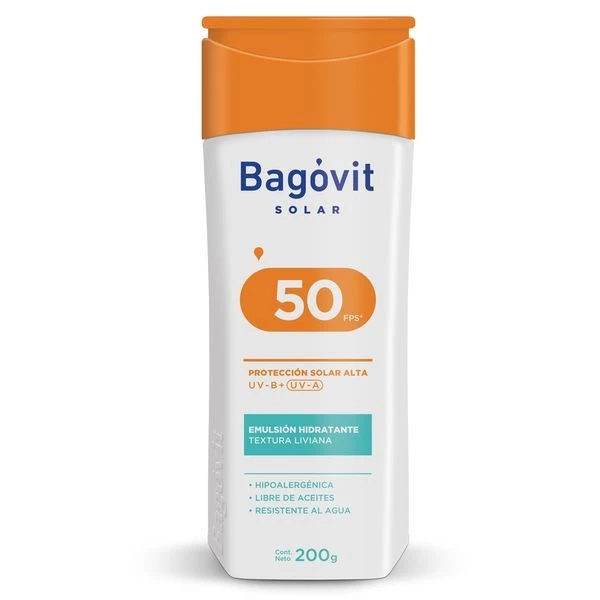 Bagóvit
SOLAR
50 FPS*
PROTECCIÓN SOLAR ALTA
UV-B+ UV-A
EMULSIÓN HIDRATANTE
TEXTURA LIVIANA
• HIPOALERGÉNICA
• LIBRE DE ACEITES
• RESISTENTE AL AGUA
Cont. Neto 200g
Bagóvit